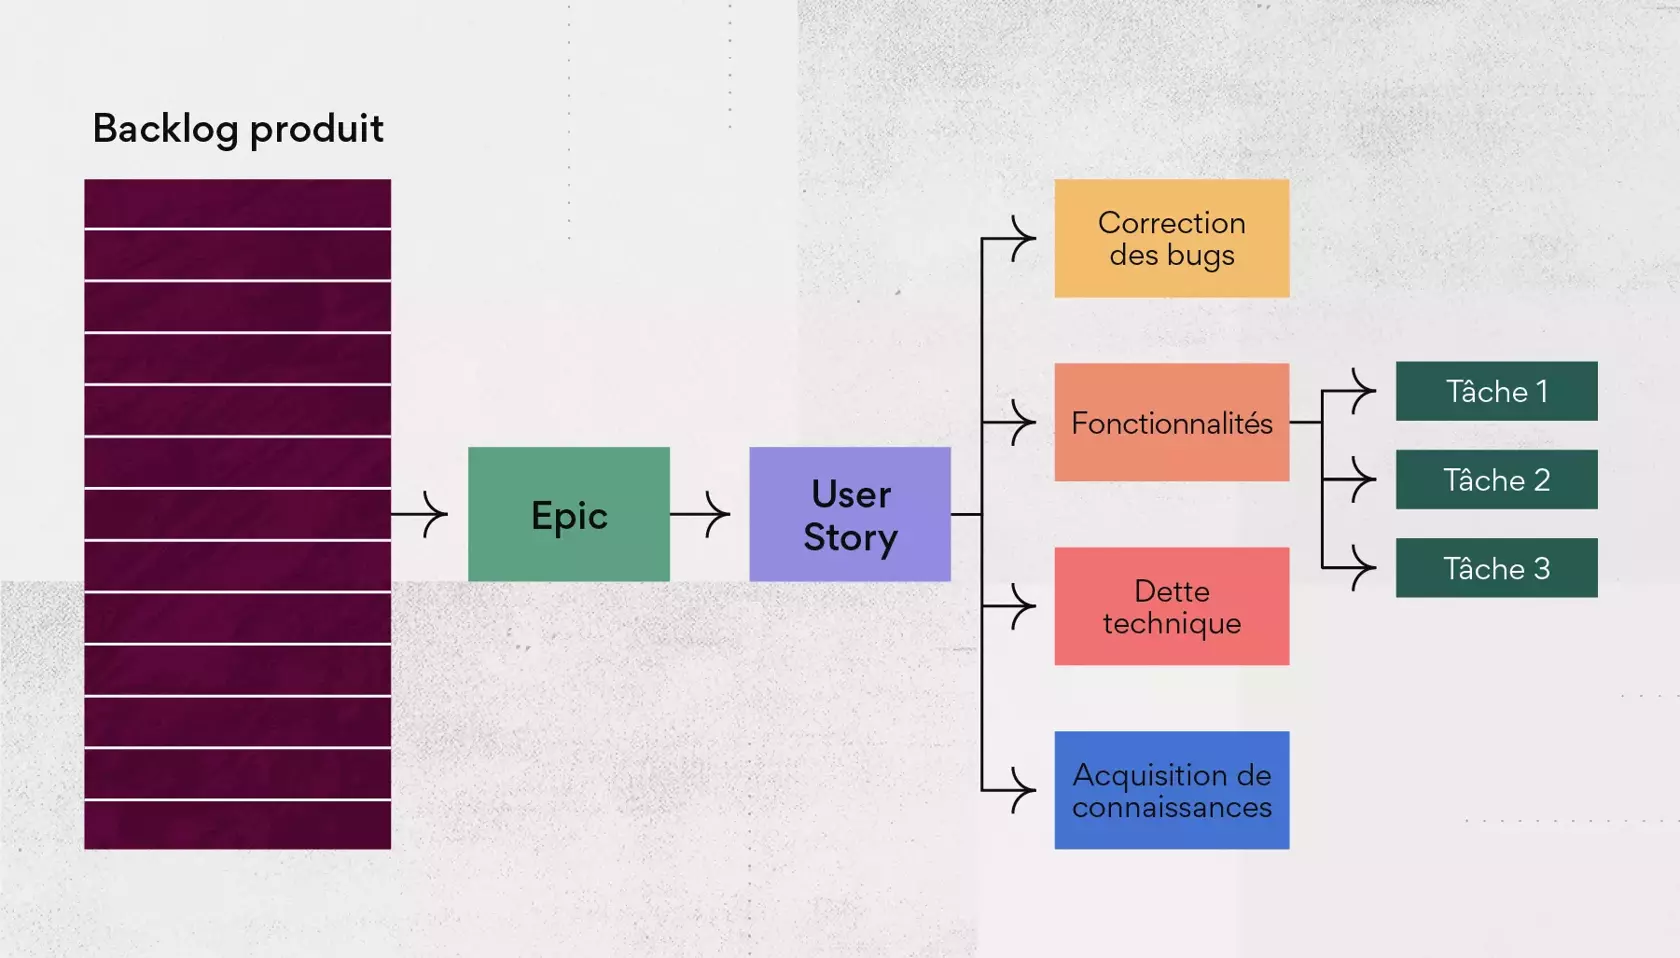 Backlog produit
Epic
User
Story
Correction
des bugs
Fonctionnalités
Dette
technique
Acquisition de
connaissances
Tâche 1
Tâche 2
Tâche 3